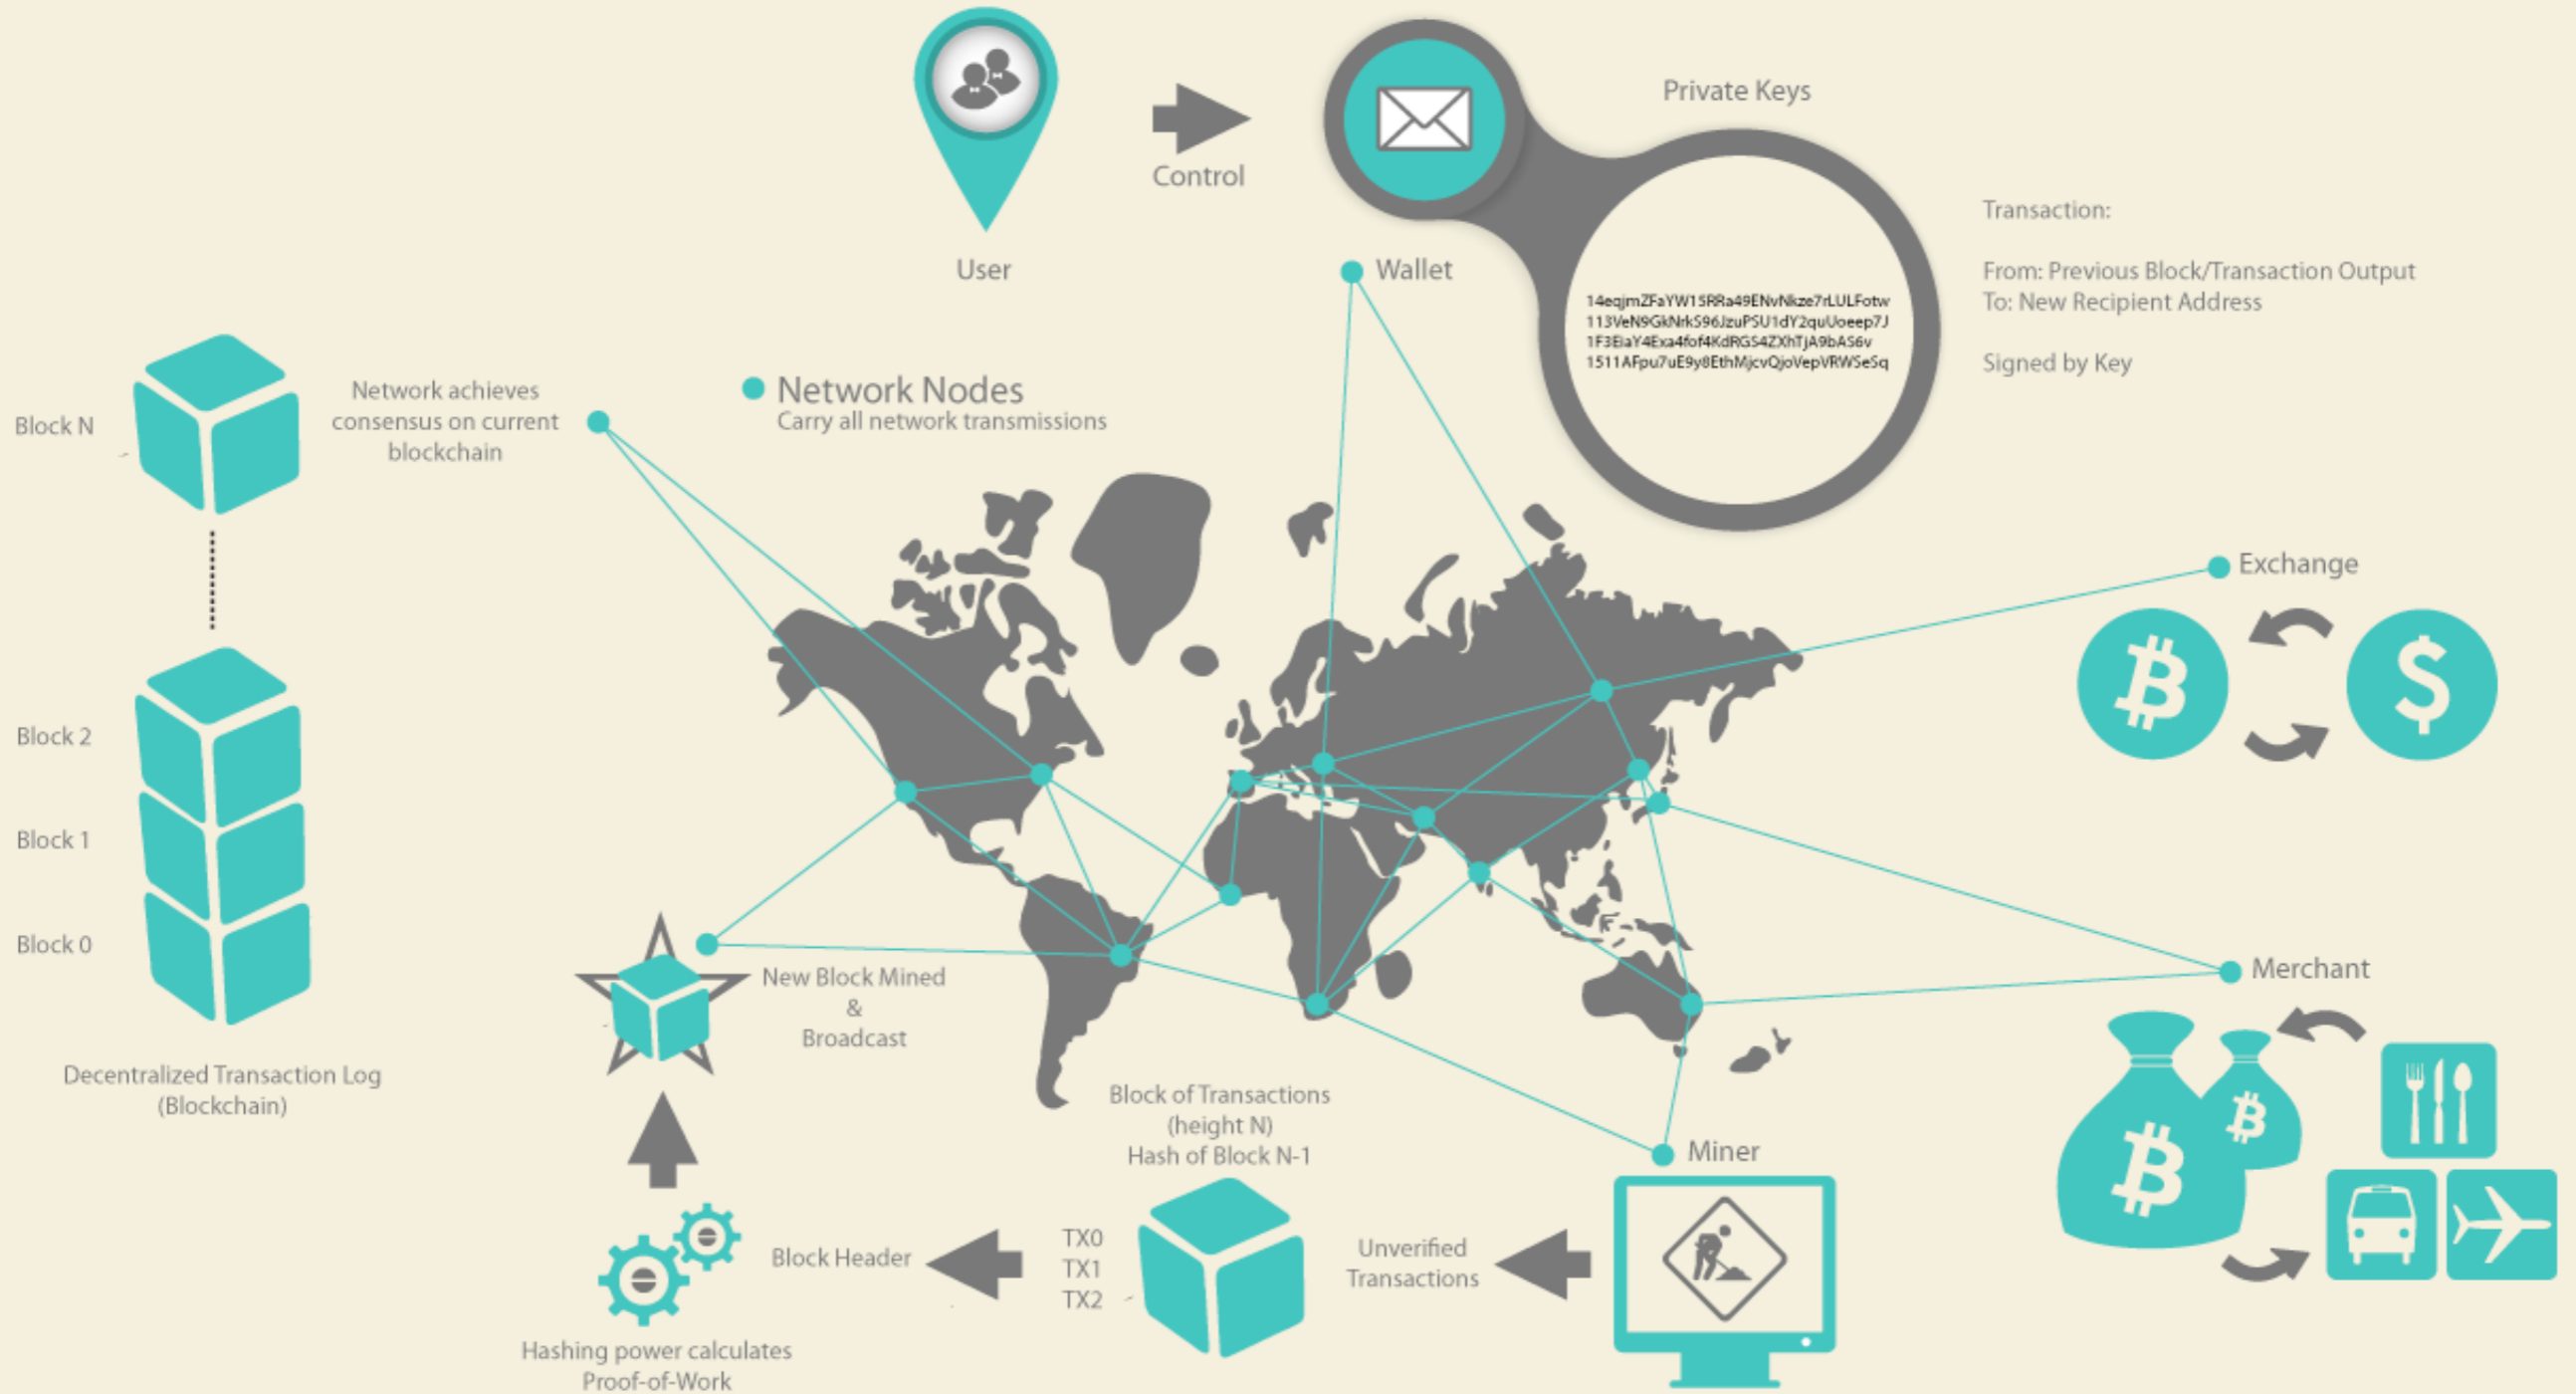 User
Control
Wallet
Private Keys
14eqjmZFaYW15RRa49ENvNkze7rLULFotw
113VeN9GkNrkS96JzuPSU1dY2quUoeep7J
1F3EiaY4Exa4fof4KdRGS4ZXhTjA9bAS6v
1511AFpu7uE9y8EthMjcvQjoVepVRWSeSq
Transaction:
From: Previous Block/Transaction Output
To: New Recipient Address
Signed by Key
Block N
Network achieves
consensus on current
blockchain
Network Nodes
Carry all network transmissions
Block 2
Block 1
Block 0
Decentralized Transaction Log
(Blockchain)
Exchange
Merchant
New Block Mined
&
Broadcast
Block of Transactions
(height N)
Hash of Block N-1
Miner
Unverified
Transactions
TX0
TX1
TX2
Block Header
Hashing power calculates
Proof-of-Work